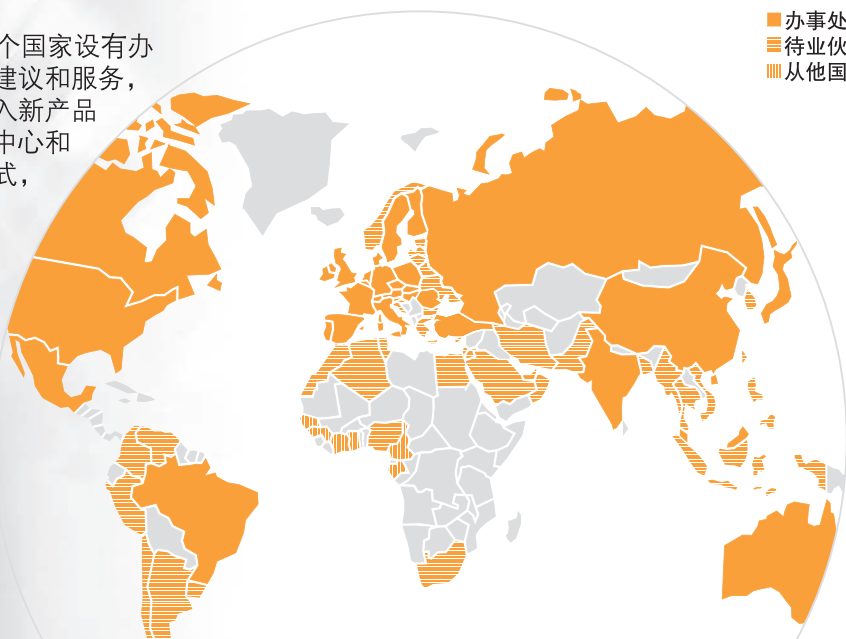 个国家设有办
建议和服务，
入新产品
中心和
式，
办事处
待业伙
从他国